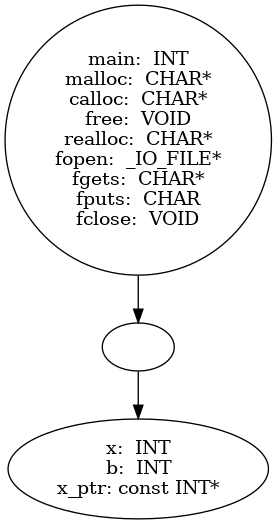 main:  INT
malloc:  CHAR*
calloc:  CHAR*
free:  VOID
realloc:  CHAR*
fopen:  _IO_FILE*
fgets:  CHAR*
fputs:  CHAR
fclose:  VOID
x:  INT
b:  INT
x_ptr: const INT*